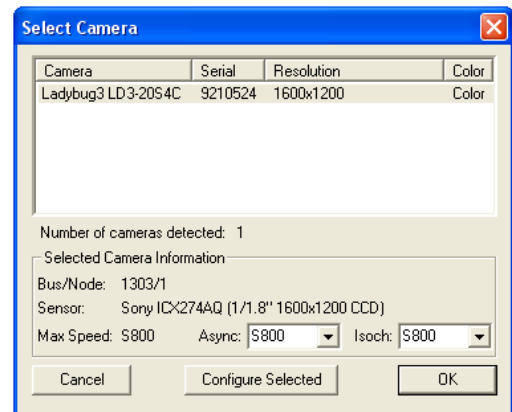 Select Camera
Camera Serial Resolution Color
Ladybug3 LD3-20S4C 9210524 1600x1200 Color
Number of cameras detected: 1
Selected Camera Information
Bus/Node: 1303/1
Sensor: Sony ICX274AQ (1/1.8" 1600x1200 CCD)
Max Speed: S800 Async: S800 Isoch: S800
Cancel Configure Selected OK